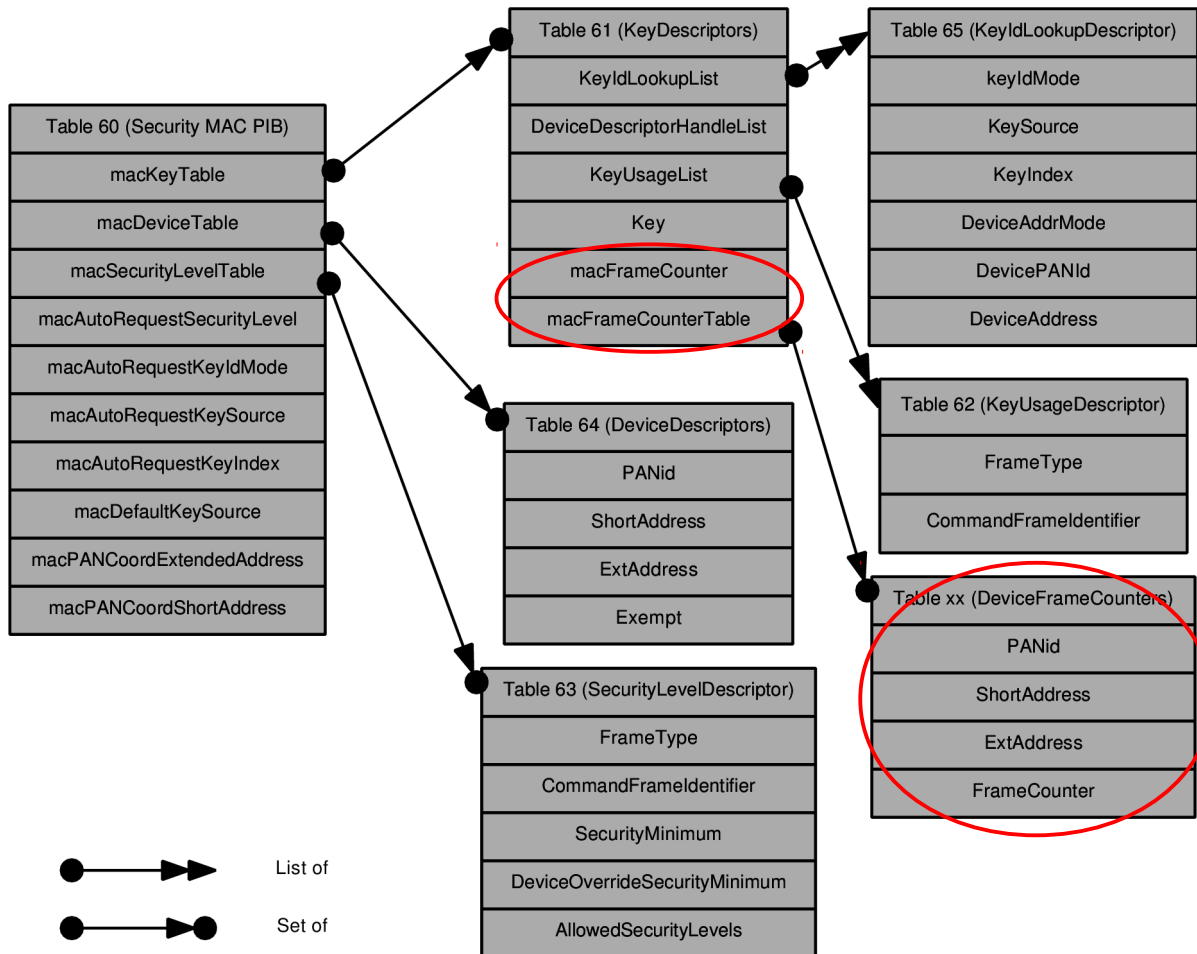 Table 60 (Security MAC PIB)
macKeyTable
macDeviceTable
macSecurityLevelTable
macAutoRequestSecurityLevel
macAutoRequestKeyIdMode
macAutoRequestKeySource
macAutoRequestKeyIndex
macDefaultKeySource
macPANCoordExtendedAddress
macPANCoordShortAddress
Table 61 (KeyDescriptors)
KeyIdLookupList
DeviceDescriptorHandleList
KeyUsageList
Key
macFrameCounter
macFrameCounterTable
Table 64 (DeviceDescriptors)
PANid
ShortAddress
ExtAddress
Exempt
Table 63 (SecurityLevelDescriptor)
FrameType
CommandFrameIdentifier
SecurityMinimum
DeviceOverrideSecurityMinimum
AllowedSecurityLevels
Table 65 (KeyIdLookupDescriptor)
keyIdMode
KeySource
KeyIndex
DeviceAddrMode
DevicePANId
DeviceAddress
Table 62 (KeyUsageDescriptor)
FrameType
CommandFrameIdentifier
Table xx (DeviceFrameCounters)
PANid
ShortAddress
ExtAddress
FrameCounter
List of
Set of